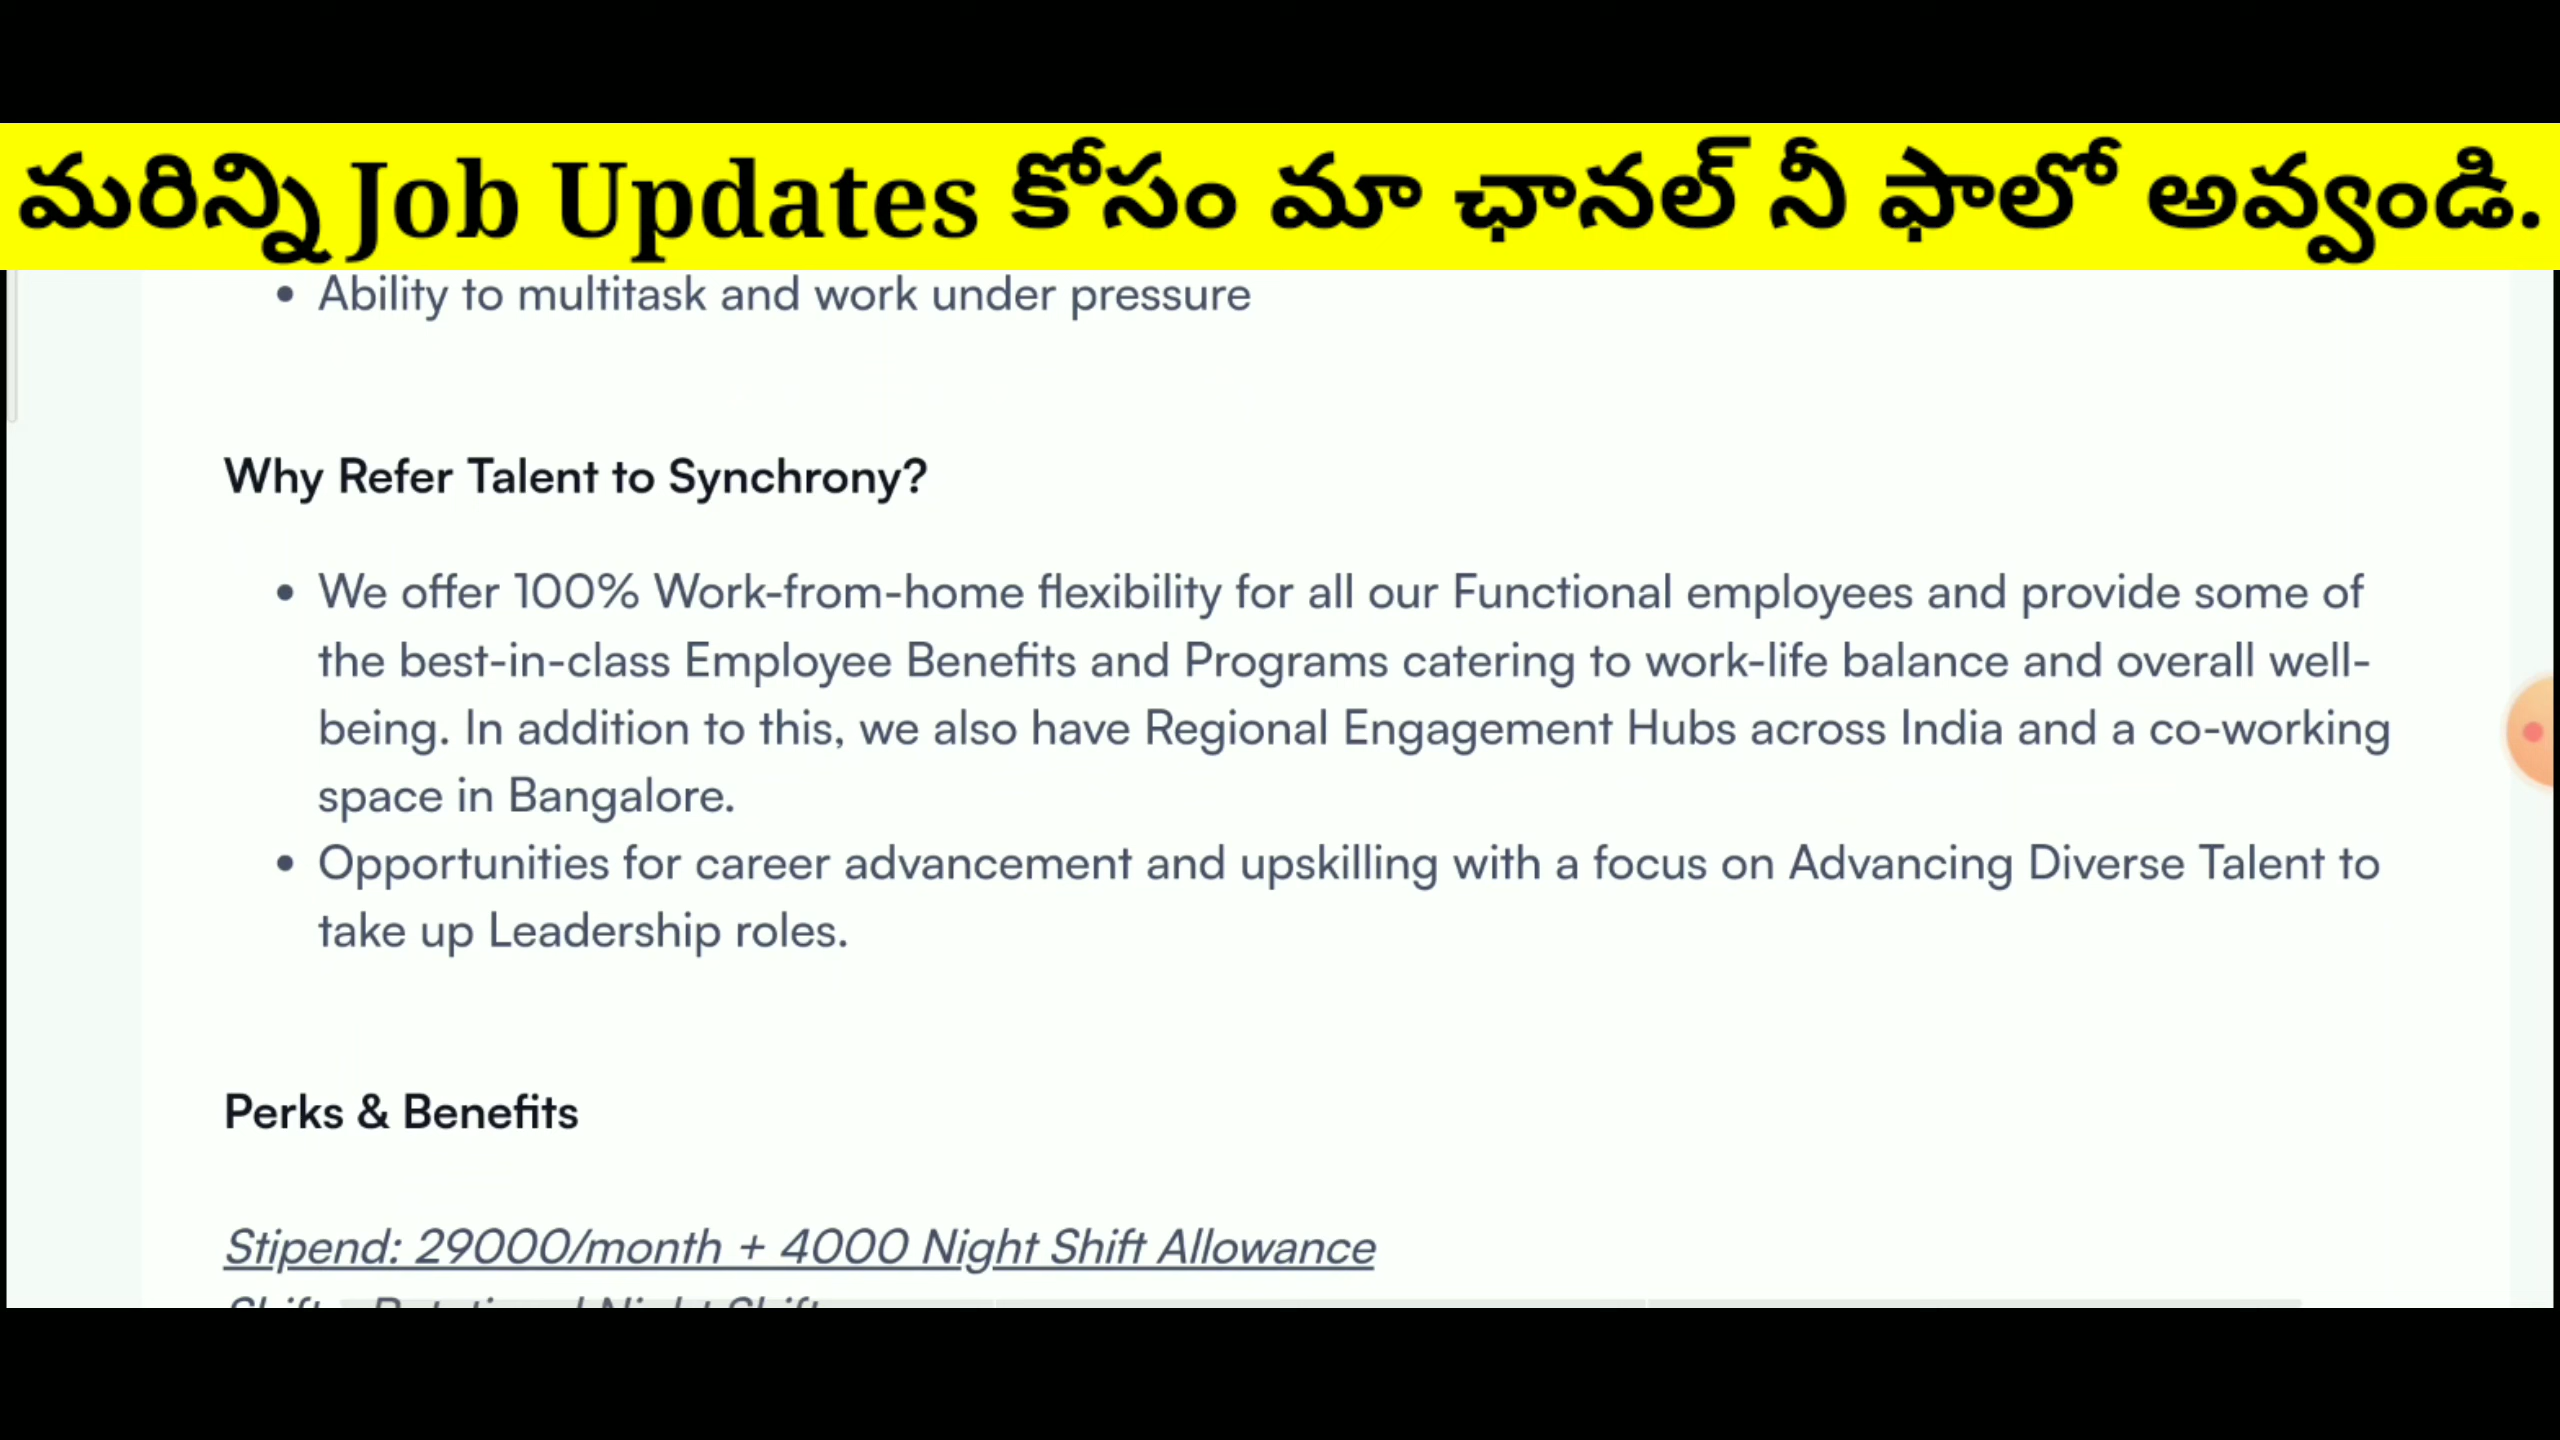 మరిన్ని Job Updates కోసం మా ఛానల్ నీ ఫాలో అవ్వండి.
• Ability to multitask and work under pressure
Why Refer Talent to Synchrony?
• We offer 100% Work-from-home flexibility for all our Functional employees and provide some of
the best-in-class Employee Benefits and Programs catering to work-life balance and overall well-
being. In addition to this, we also have Regional Engagement Hubs across India and a co-working
space in Bangalore.
• Opportunities for career advancement and upskilling with a focus on Advancing Diverse Talent to
take up Leadership roles.
Perks & Benefits
Stipend: 29000/month + 4000 Night Shift Allowance